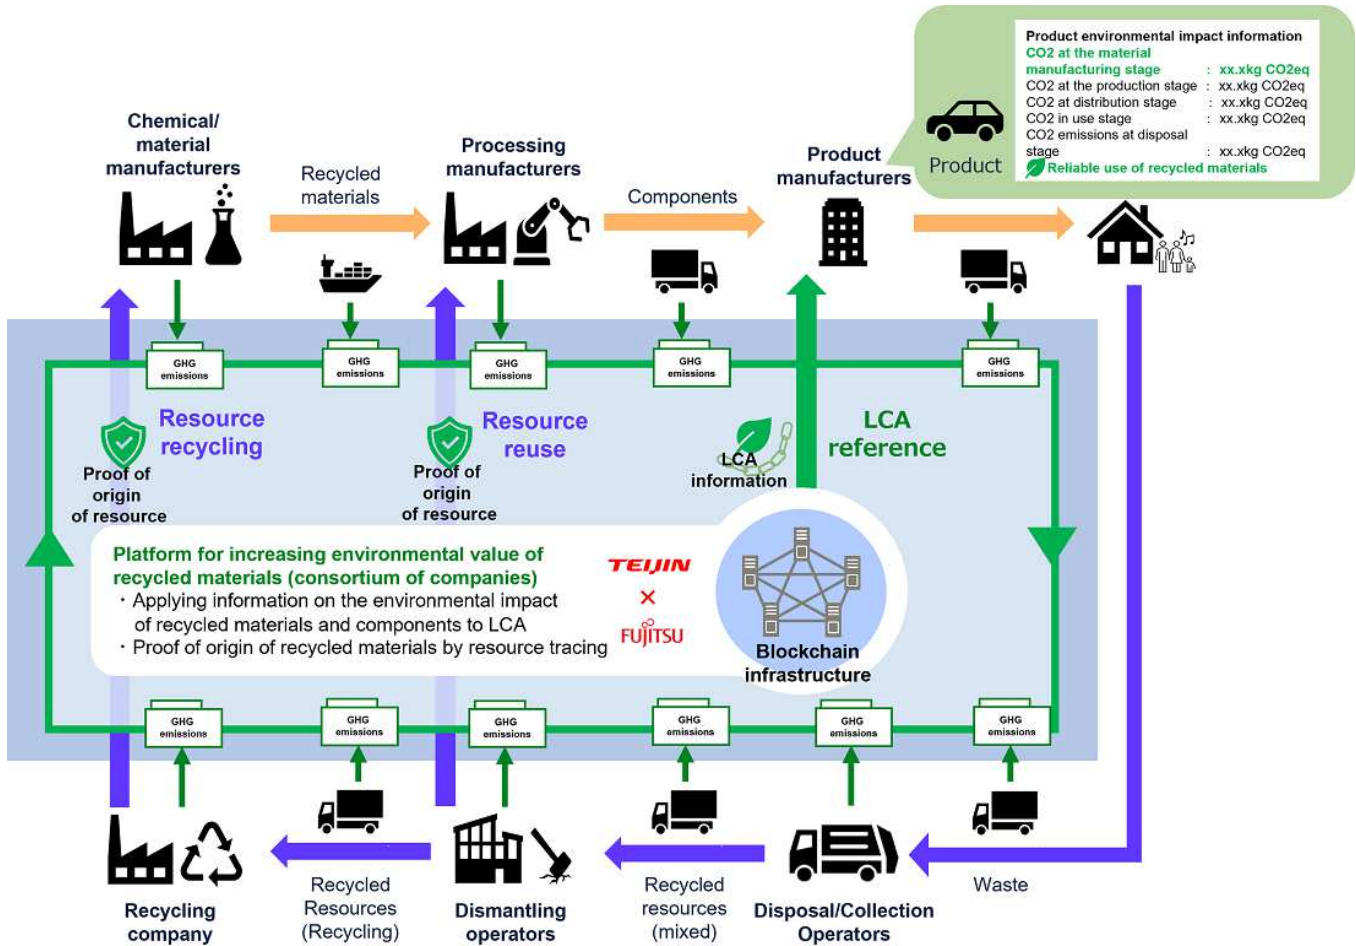 Product environmental impact information
CO2 at the material
manufacturing stage : xx.xkg CO2eq
CO2 at the production stage : xx.xkg CO2eq
CO2 at distribution stage : xx.xkg CO2eq
CO2 in use stage : xx.xkg CO2eq
CO2 emissions at disposal
stage : xx.xkg CO2eq
Reliable use of recycled materials
Product
Chemical/
material
manufacturers
Recycled
materials
Processing
manufacturers
Components
Product
manufacturers
GHG
emissions
GHG
emissions
GHG
emissions
GHG
emissions
GHG
emissions
Resource
recycling
Proof of
origin
of resource
Resource
reuse
Proof of
origin
of resource
LCA
information
LCA
reference
Platform for increasing environmental value of
recycled materials (consortium of companies)
・Applying information on the environmental impact
of recycled materials and components to LCA
・Proof of origin of recycled materials by resource tracing
TEIJIN
×
FUJITSU
Blockchain
infrastructure
GHG
emissions
GHG
emissions
GHG
emissions
GHG
emissions
GHG
emissions
GHG
emissions
Recycling
company
Recycled
Resources
(Recycling)
Dismantling
operators
Recycled
resources
(mixed)
Disposal/Collection
Operators
Waste